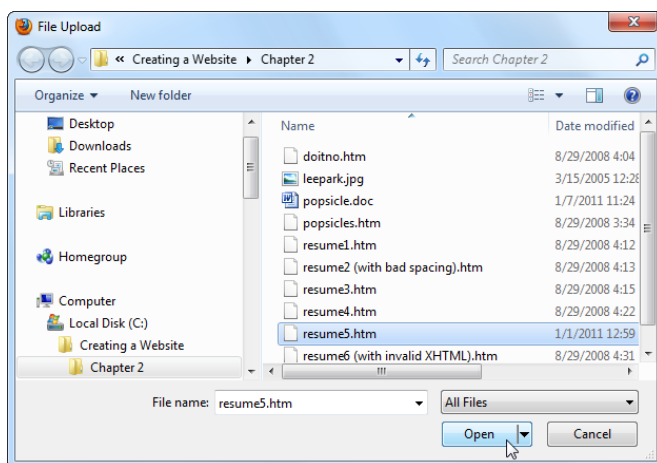 File Upload
« Creating a Website ▸ Chapter 2
Search Chapter 2
Organize New folder
Desktop
Downloads
Recent Places
Libraries
Homegroup
Computer
Local Disk (C:)
Creating a Website
Chapter 2
Name Date modified
doitno.htm 8/29/2008 4:04
leepark.jpg 3/15/2005 12:28
popsicle.doc 1/7/2011 11:24
popsicles.htm 8/29/2008 3:34
resume1.htm 8/29/2008 4:12
resume2 (with bad spacing).htm 8/29/2008 4:13
resume3.htm 8/29/2008 4:15
resume4.htm 8/29/2008 4:22
resume5.htm 1/1/2011 12:59
resume6 (with invalid XHTML).htm 8/29/2008 4:31
File name: resume5.htm All Files
Open Cancel